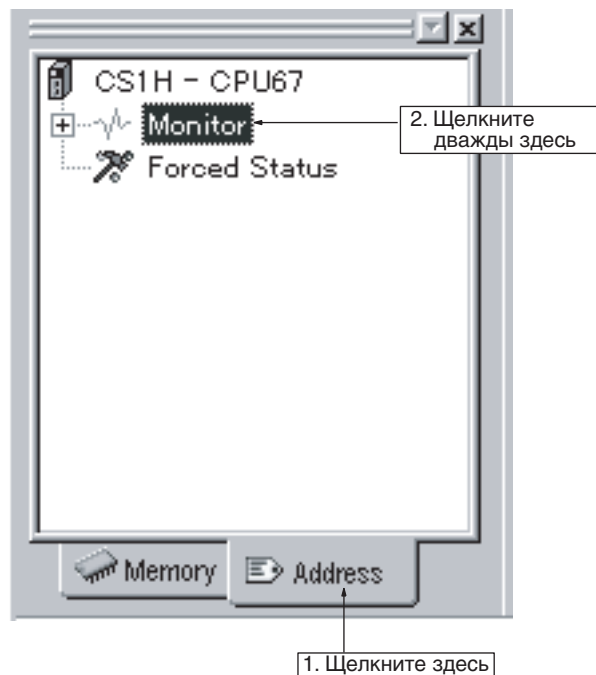 CS1H - CPU67
Monitor
2. Щелкните
дважды здесь
Forced Status
Memory
Address
1. Щелкните здесь